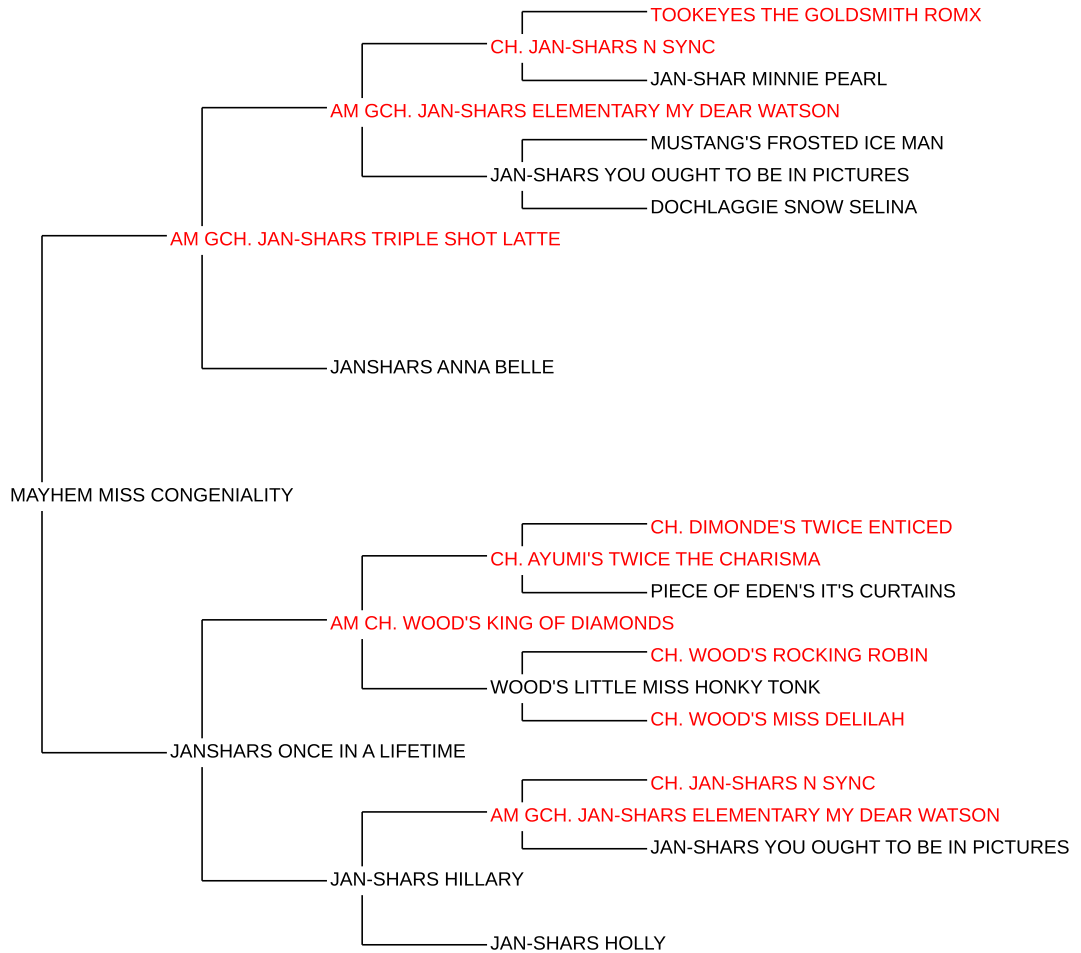 TOOKEYES THE GOLDSMITH ROMX
CH. JAN-SHARS N SYNC
JAN-SHAR MINNIE PEARL
AM GCH. JAN-SHARS ELEMENTARY MY DEAR WATSON
MUSTANG'S FROSTED ICE MAN
JAN-SHARS YOU OUGHT TO BE IN PICTURES
DOCHLAGGIE SNOW SELINA
AM GCH. JAN-SHARS TRIPLE SHOT LATTE
JANSHARS ANNA BELLE
MAYHEM MISS CONGENIALITY
CH. DIMONDE'S TWICE ENTICED
CH. AYUMI'S TWICE THE CHARISMA
PIECE OF EDEN'S IT'S CURTAINS
AM CH. WOOD'S KING OF DIAMONDS
CH. WOOD'S ROCKING ROBIN
WOOD'S LITTLE MISS HONKY TONK
CH. WOOD'S MISS DELILAH
JANSHARS ONCE IN A LIFETIME
CH. JAN-SHARS N SYNC
AM GCH. JAN-SHARS ELEMENTARY MY DEAR WATSON
JAN-SHARS YOU OUGHT TO BE IN PICTURES
JAN-SHARS HILLARY
JAN-SHARS HOLLY